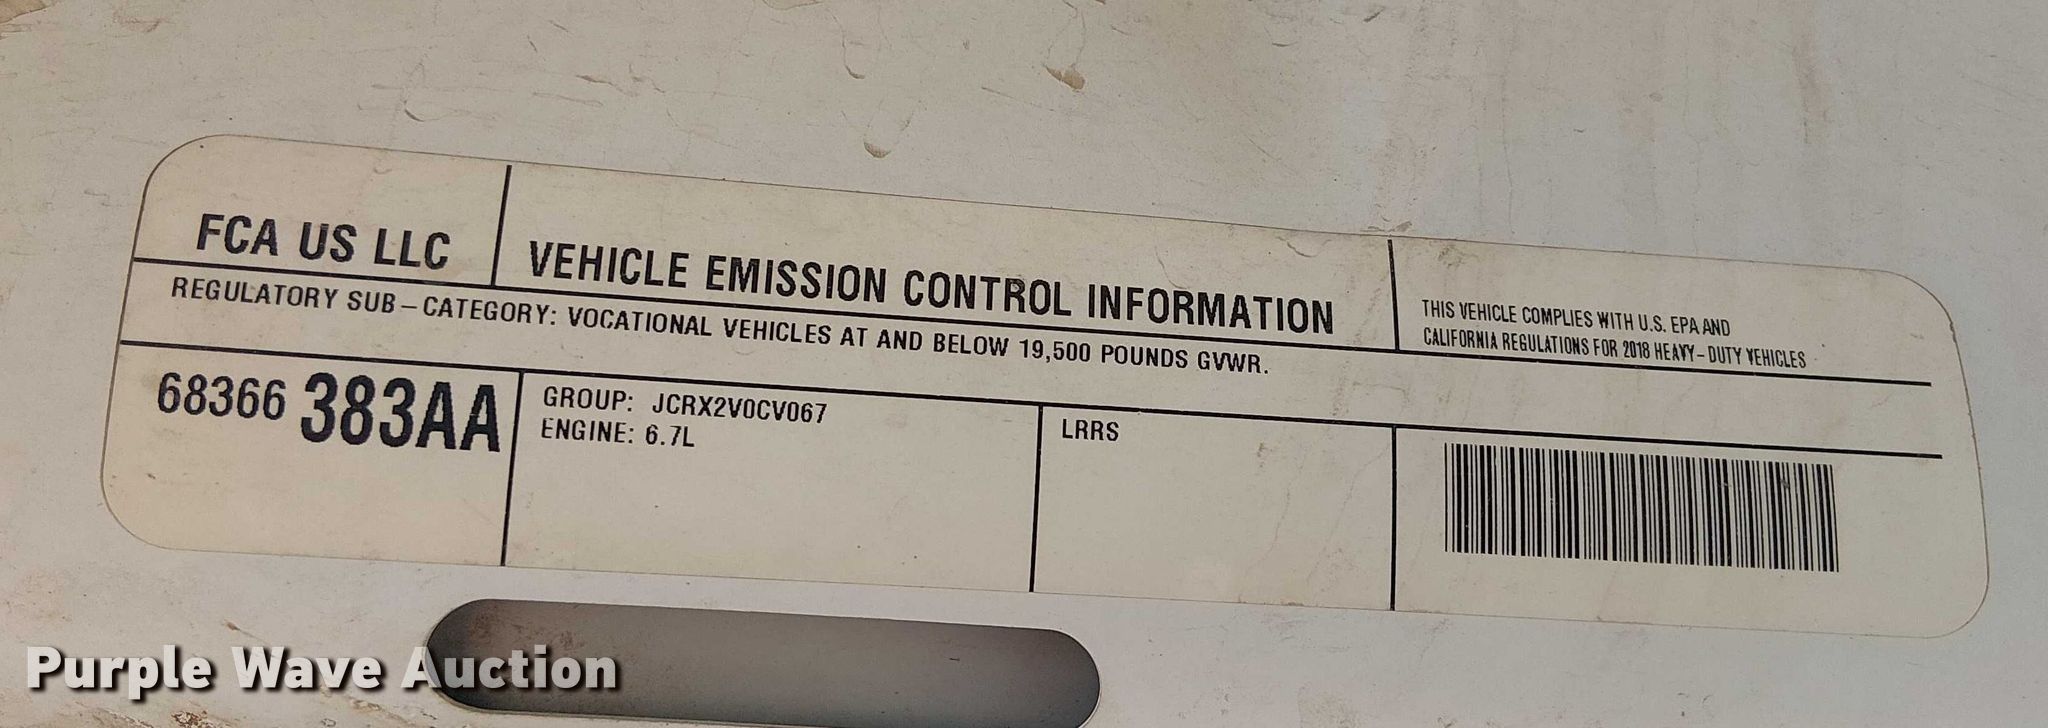 FCA US LLC
VEHICLE EMISSION CONTROL INFORMATION
THIS VEHICLE COMPLIES WITH U.S. EPA AND
CALIFORNIA REGULATIONS FOR 2018 HEAVY-DUTY VEHICLES
REGULATORY SUB-CATEGORY: VOCATIONAL VEHICLES AT AND BELOW 19,500 POUNDS GVWR.
68366 383AA
GROUP: JCRX2V0CV067
ENGINE: 6.7L
LRRS
Purple Wave Auction